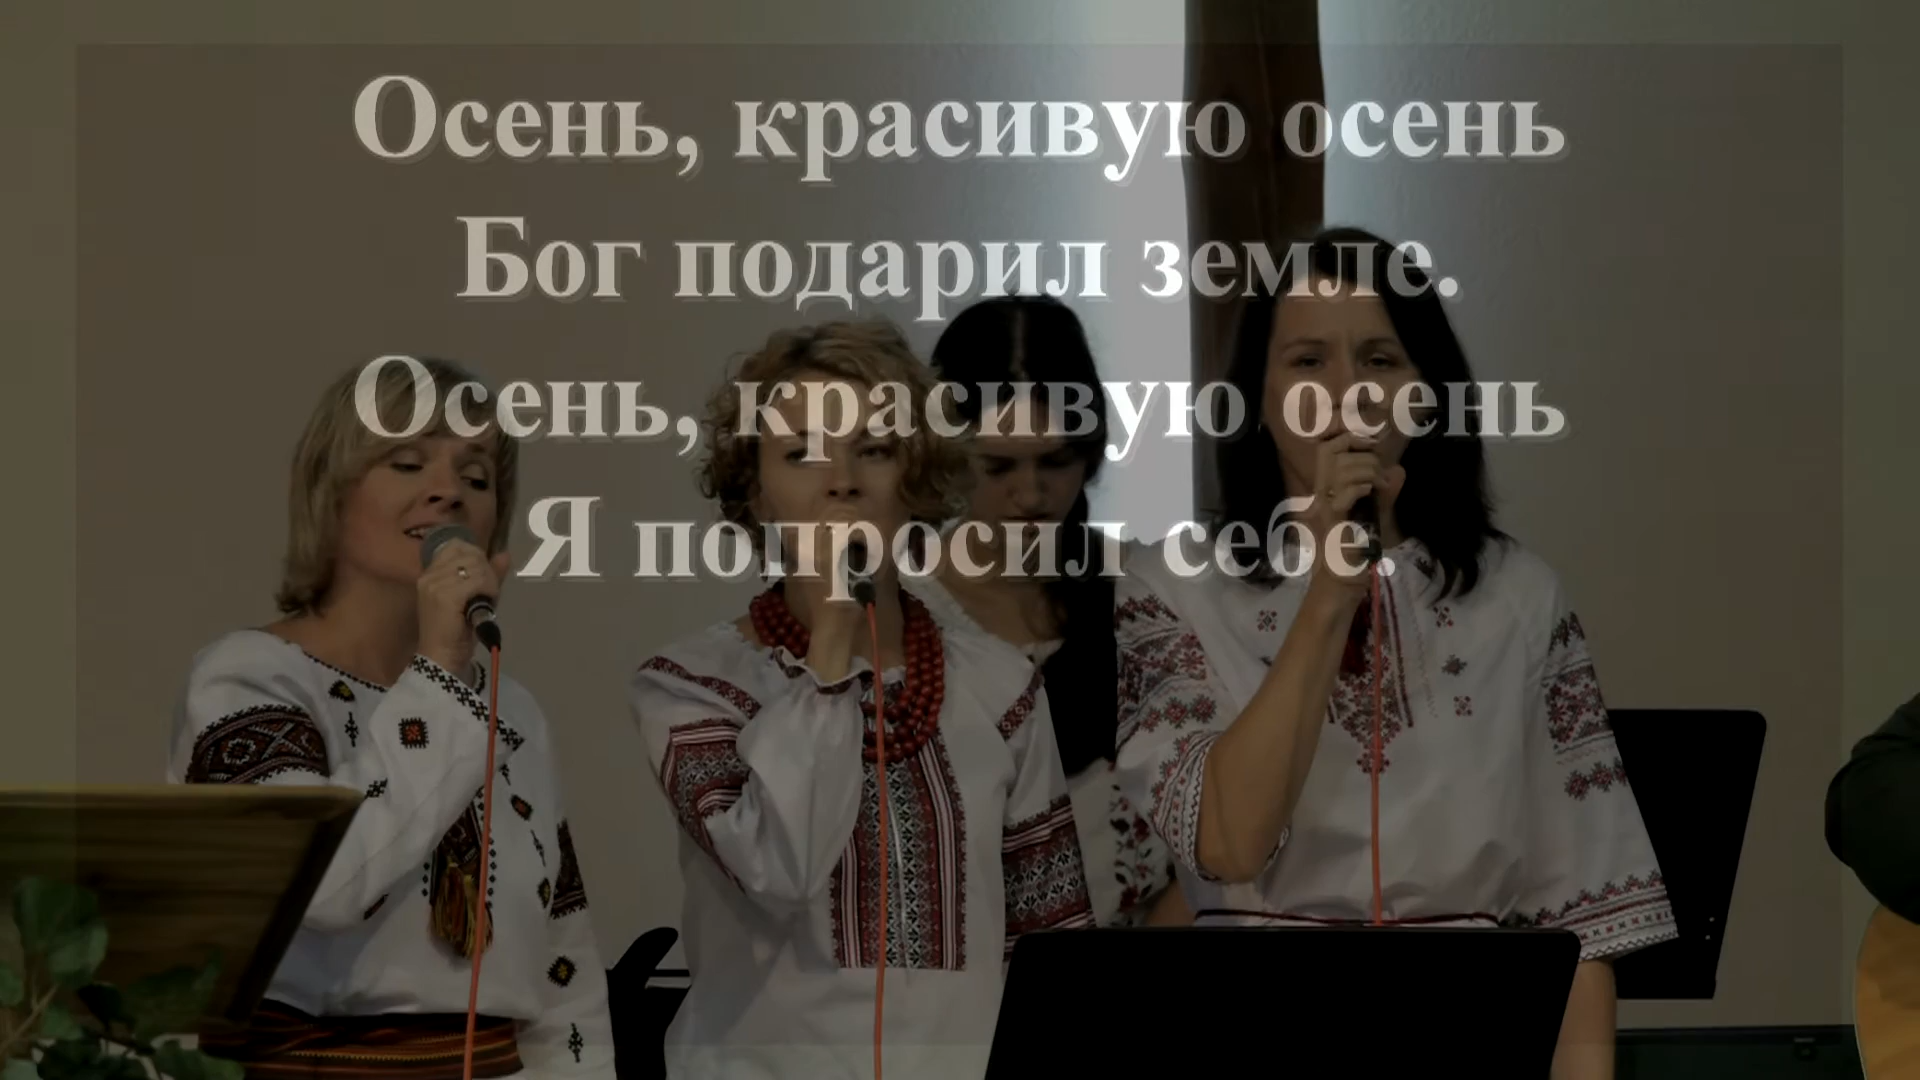 Осень, красивую осень
Бог подарил земле.
Осень, красивую осень
Я попросил себе.